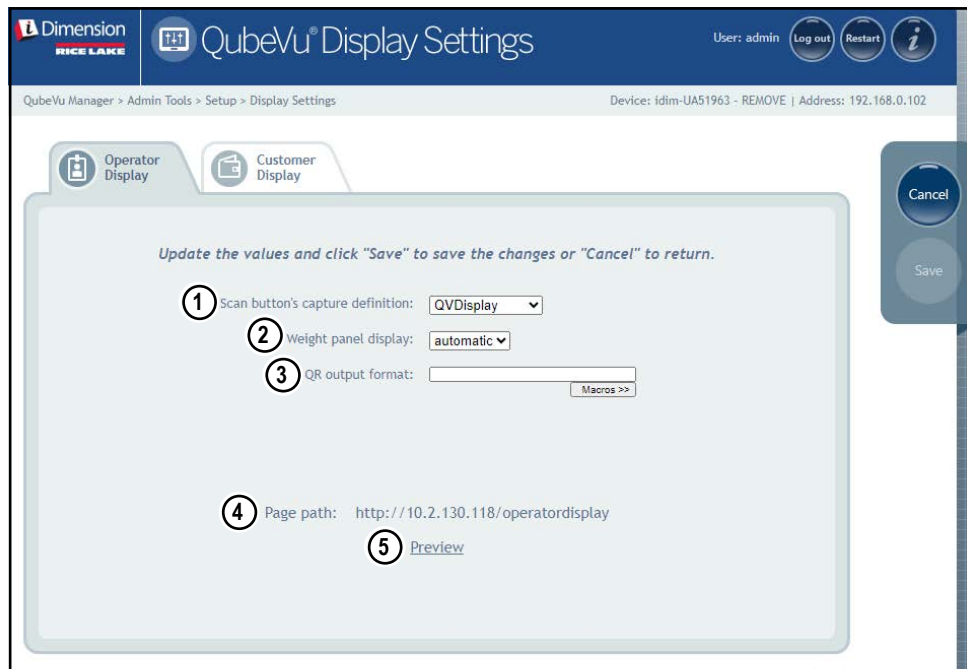 Dimension
RICE LAKE
QubeVu® Display Settings
User: admin
Log out
Restart
i
QubeVu Manager > Admin Tools > Setup > Display Settings
Device: idim-UA51963 - REMOVE | Address: 192.168.0.102
Operator
Display
Customer
Display
Cancel
Save
Update the values and click "Save" to save the changes or "Cancel" to return.
1 Scan button's capture definition: QVDisplay
2 Weight panel display: automatic
3 QR output format:
Macros >>
4 Page path: http://10.2.130.118/operatordisplay
5 Preview